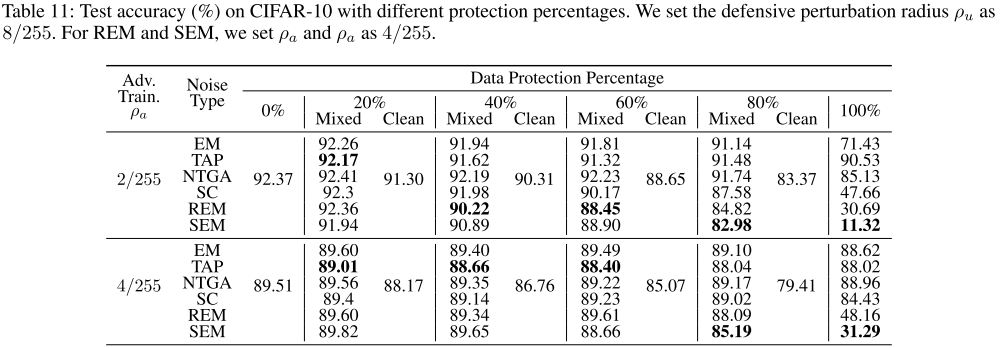 Table 11: Test accuracy (%) on CIFAR-10 with different protection percentages. We set the defensive perturbation radius ρu as
8/255. For REM and SEM, we set ρa and ρa as 4/255.
Adv. Train. ρa Noise Type Data Protection Percentage
0% 20% 40% 60% 80% 100%
Mixed Clean Mixed Clean Mixed Clean Mixed Clean
EM 92.26 91.94 91.81 91.14 71.43
TAP 92.17 91.62 91.32 91.48 90.53
2/255 NTGA 92.37 92.41 91.30 92.19 90.31 92.23 88.65 91.74 83.37 85.13
SC 92.3 91.98 90.17 87.58 47.66
REM 92.36 90.22 88.45 84.82 30.69
SEM 91.94 90.89 88.90 82.98 11.32
EM 89.60 89.40 89.49 89.10 88.62
TAP 89.01 88.66 88.40 88.04 88.02
4/255 NTGA 89.51 89.56 88.17 89.35 86.76 89.22 85.07 89.17 79.41 88.96
SC 89.4 89.14 89.23 89.02 84.43
REM 89.60 89.34 89.61 88.09 48.16
SEM 89.82 89.65 88.66 85.19 31.29